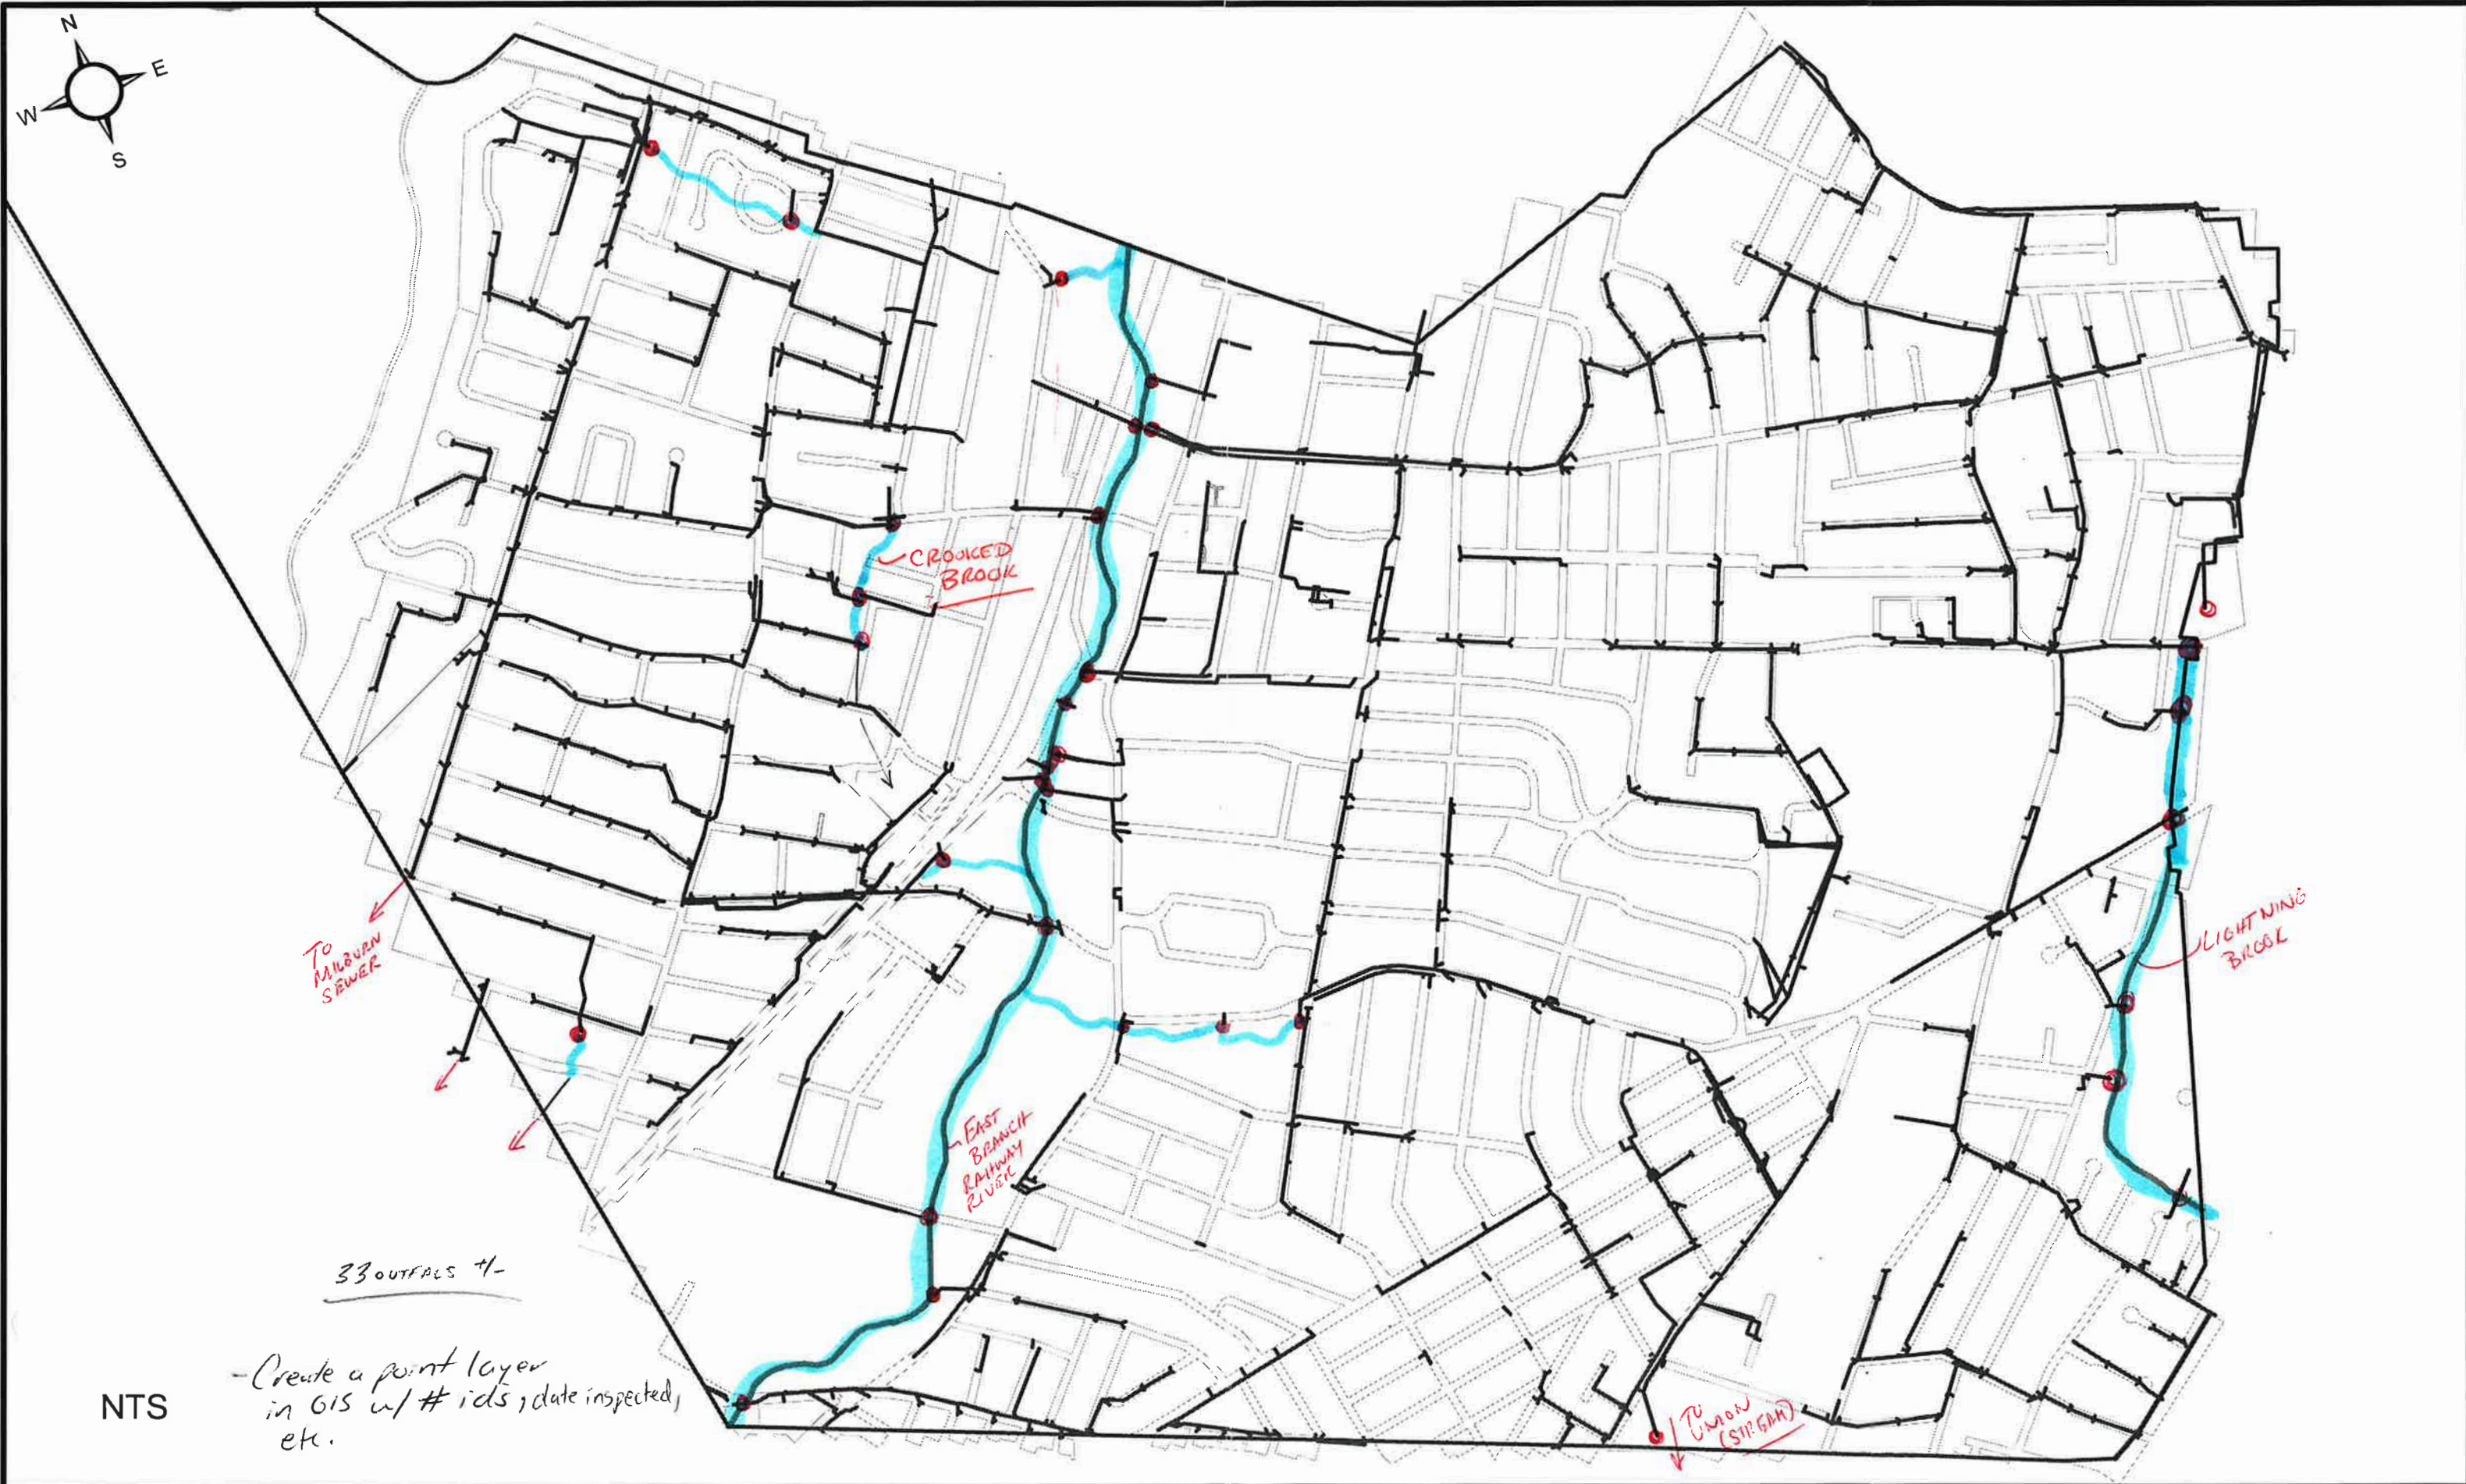 N
E
W
S
CROOKED
BROOK
TO
MILBURN
SEWER
LIGHTNING
BROOK
EAST
BRANCH
RAHWAY
RIVER
33 OUTFALS +/-
-Create a point layer
in GIS w/ # ids, date inspected,
etc.
NTS
TO
UNION
(STREAM)